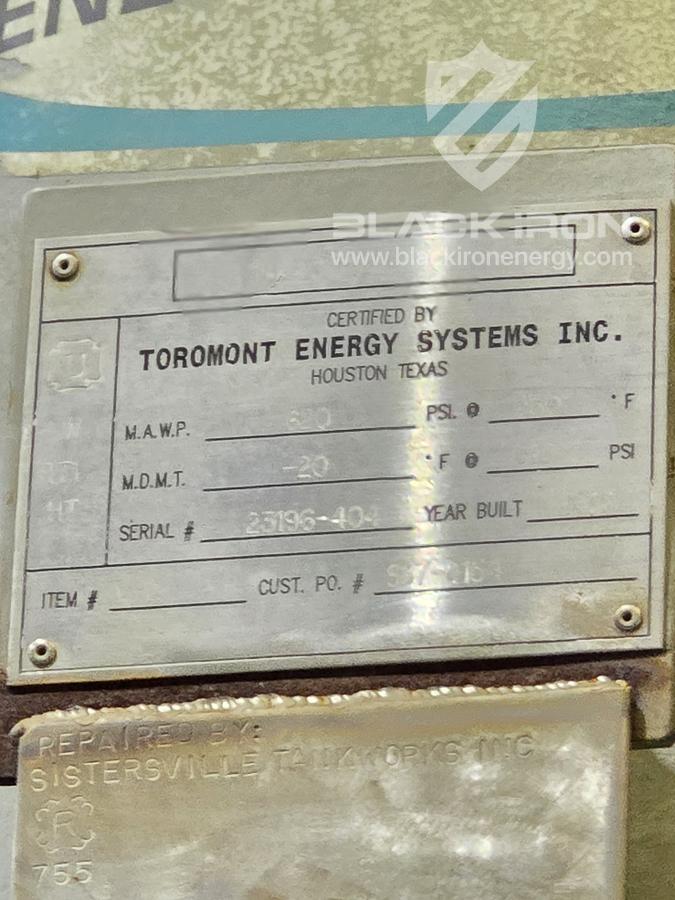 ENE
BLACK IRON
www.blackironenergy.com
CERTIFIED BY
TOROMONT ENERGY SYSTEMS INC.
HOUSTON TEXAS
M.A.W.P. PSI. @ °F
M.D.M.T. -20 °F @ PSI
SERIAL # 23196-404 YEAR BUILT
ITEM # CUST. P.O. #
REPAIRED BY:
SISTERSVILLE TANKWORKS INC
R
755